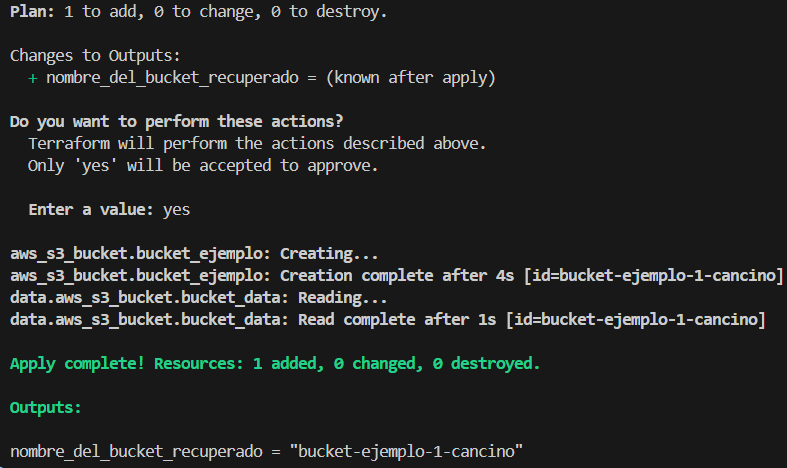 Plan: 1 to add, 0 to change, 0 to destroy.
Changes to Outputs:
+ nombre_del_bucket_recuperado = (known after apply)
Do you want to perform these actions?
Terraform will perform the actions described above.
Only 'yes' will be accepted to approve.
Enter a value: yes
aws_s3_bucket.bucket_ejemplo: Creating...
aws_s3_bucket.bucket_ejemplo: Creation complete after 4s [id=bucket-ejemplo-1-cancino]
data.aws_s3_bucket.bucket_data: Reading...
data.aws_s3_bucket.bucket_data: Read complete after 1s [id=bucket-ejemplo-1-cancino]
Apply complete! Resources: 1 added, 0 changed, 0 destroyed.
Outputs:
nombre_del_bucket_recuperado = "bucket-ejemplo-1-cancino"